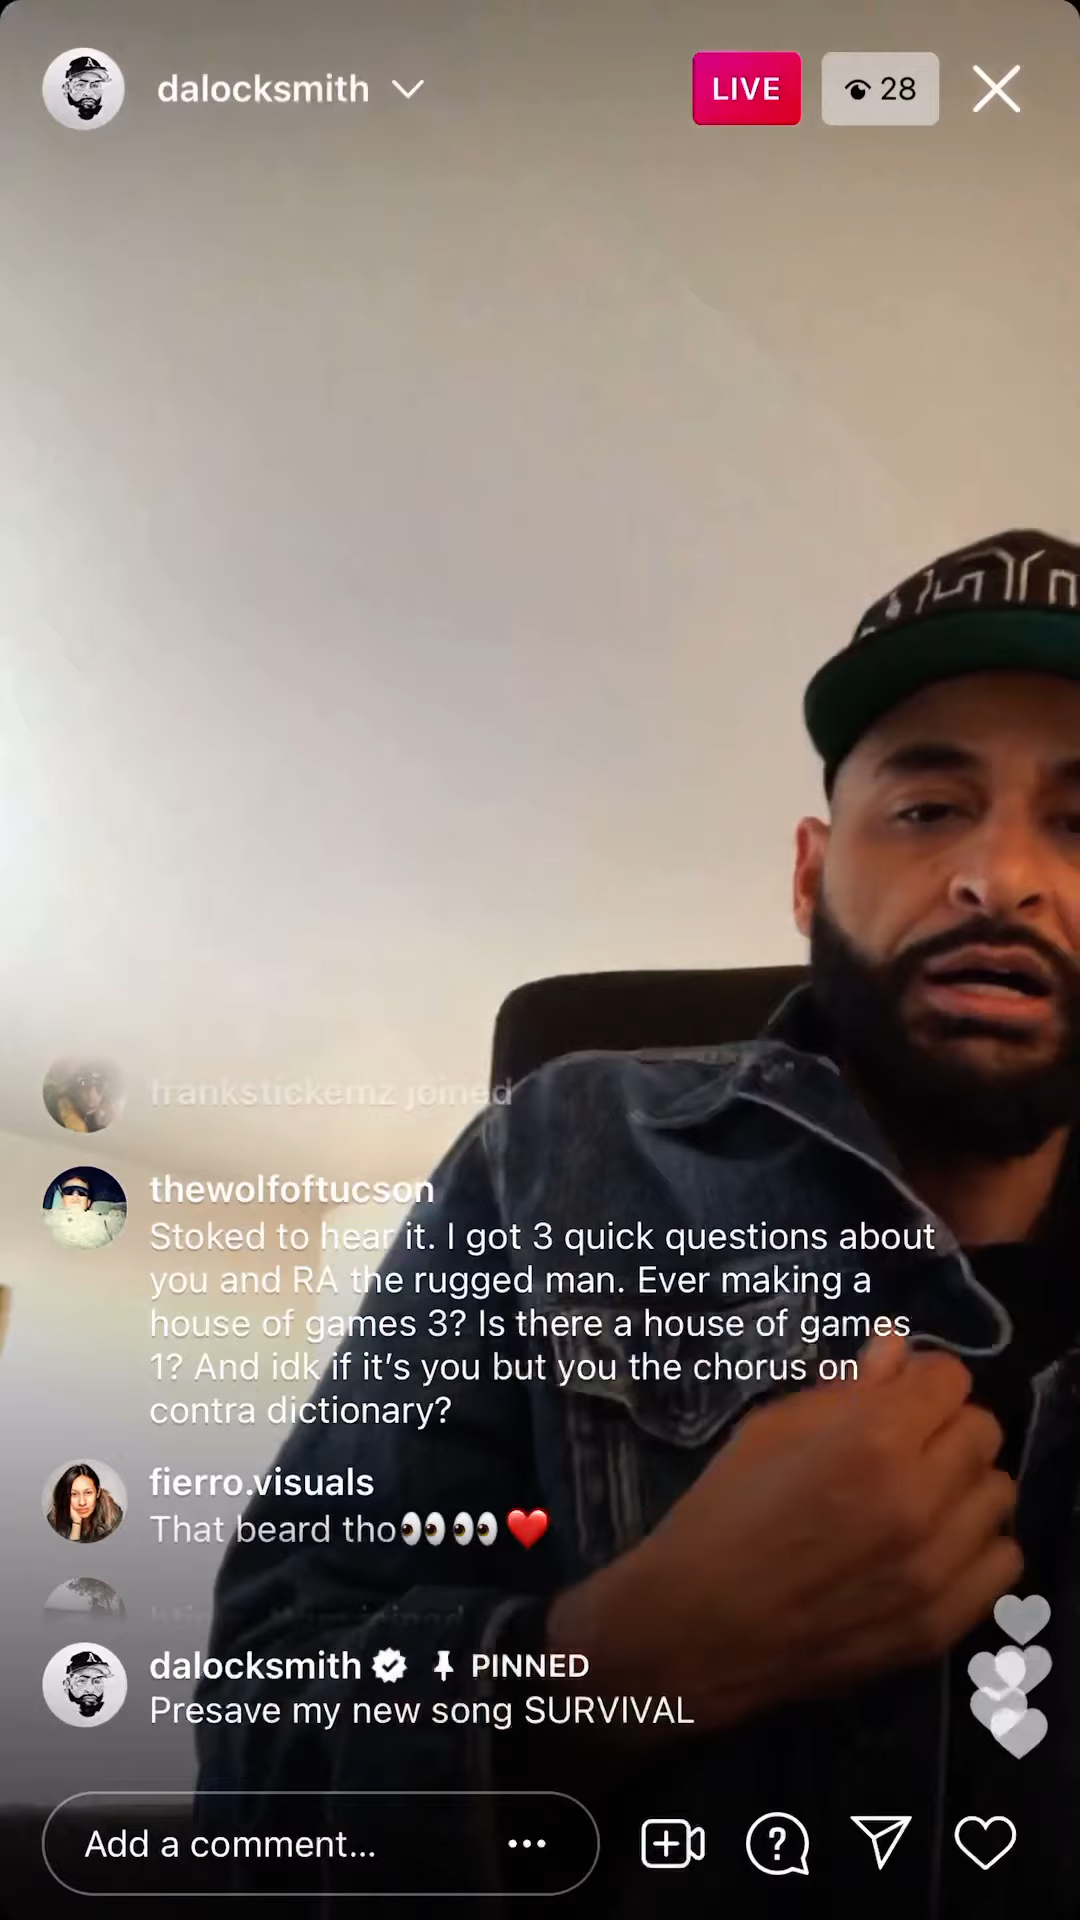 dalocksmith
LIVE
28
frankstickemz joined
thewolfoftucson
Stoked to hear it. I got 3 quick questions about
you and RA the rugged man. Ever making a
house of games 3? Is there a house of games
1? And idk if it’s you but you the chorus on
contra dictionary?
fierro.visuals
That beard tho👀👀❤️
joined
dalocksmith PINNED
Presave my new song SURVIVAL
Add a comment...